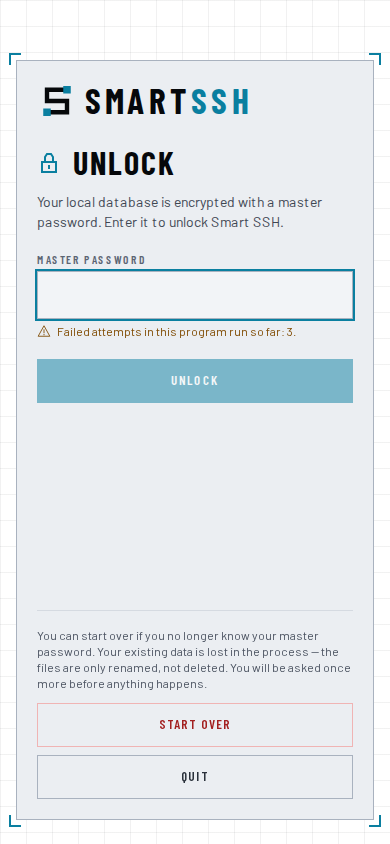 SMARTSSH
UNLOCK
Your local database is encrypted with a master
password. Enter it to unlock Smart SSH.
MASTER PASSWORD
Failed attempts in this program run so far: 3.
UNLOCK
You can start over if you no longer know your master
password. Your existing data is lost in the process — the
files are only renamed, not deleted. You will be asked once
more before anything happens.
START OVER
QUIT